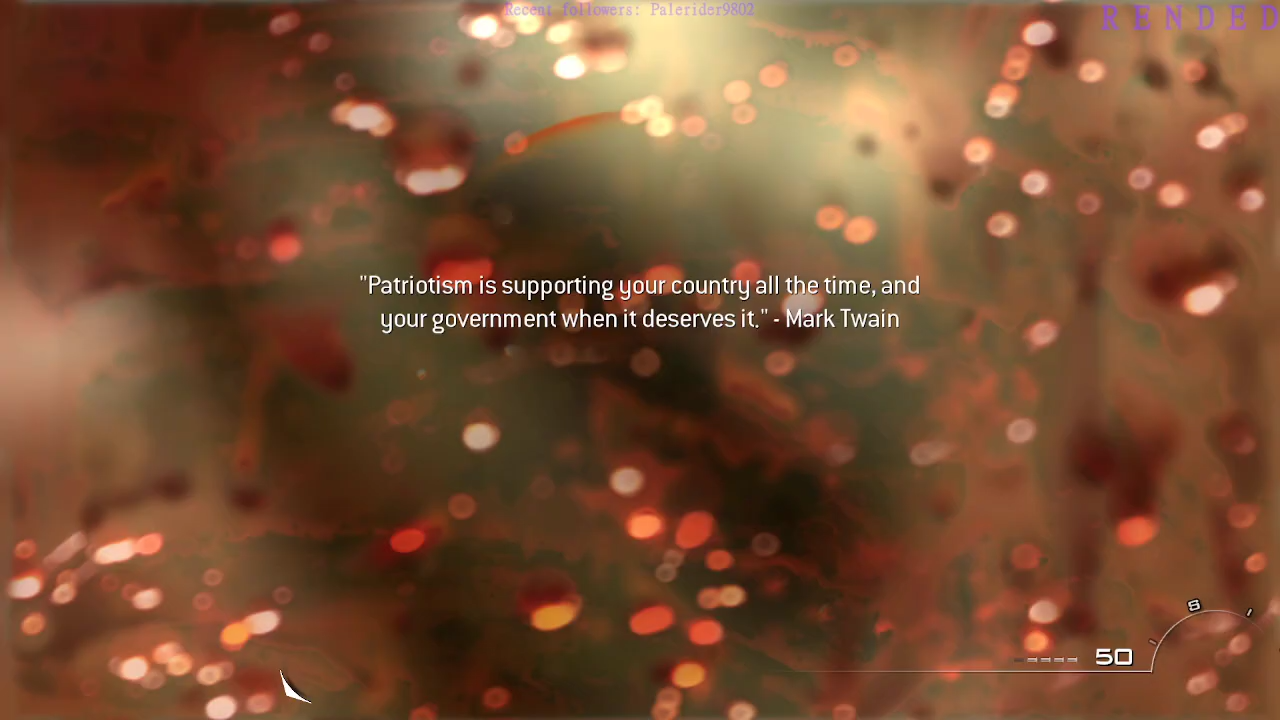 Recent followers: Palerider9802
RENDED
"Patriotism is supporting your country all the time, and
your government when it deserves it." - Mark Twain
S
50